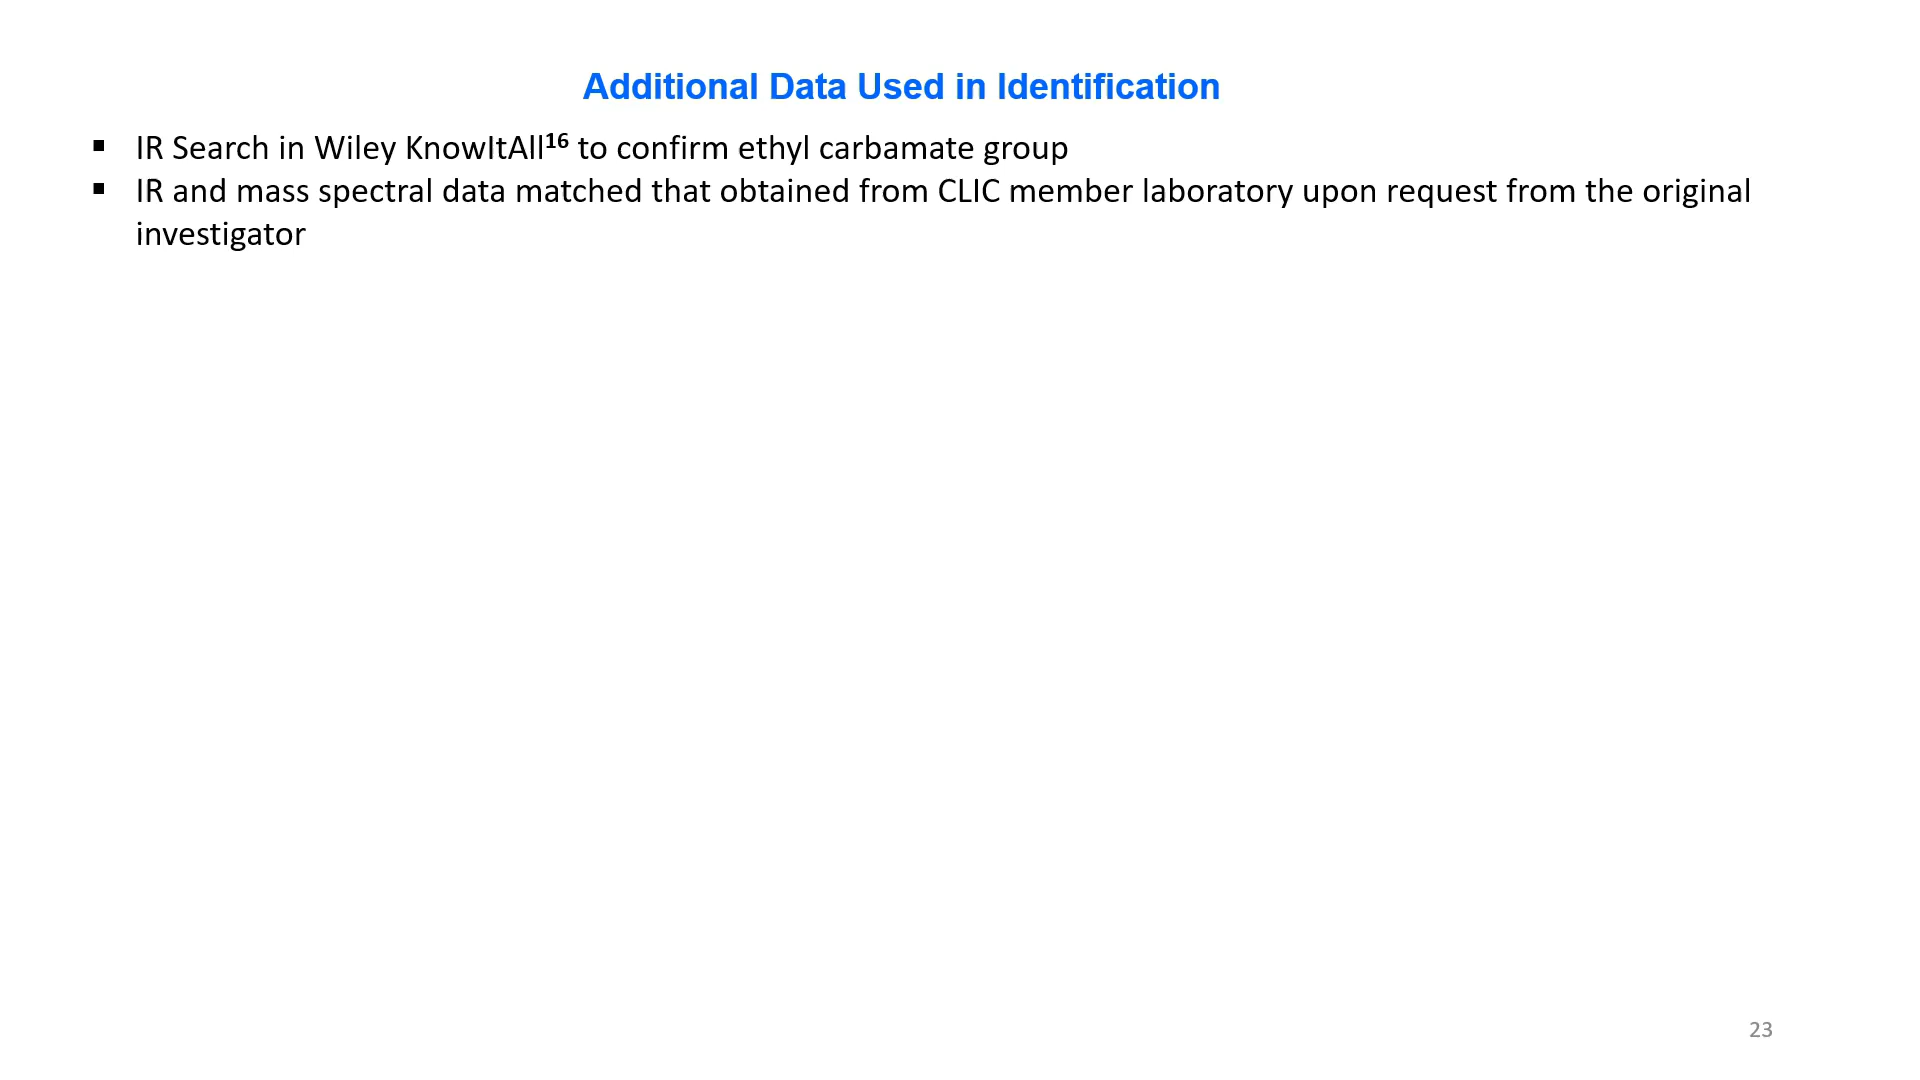 Additional Data Used in Identification
▪ IR Search in Wiley KnowItAll¹⁶ to confirm ethyl carbamate group
▪ IR and mass spectral data matched that obtained from CLIC member laboratory upon request from the original
investigator
23